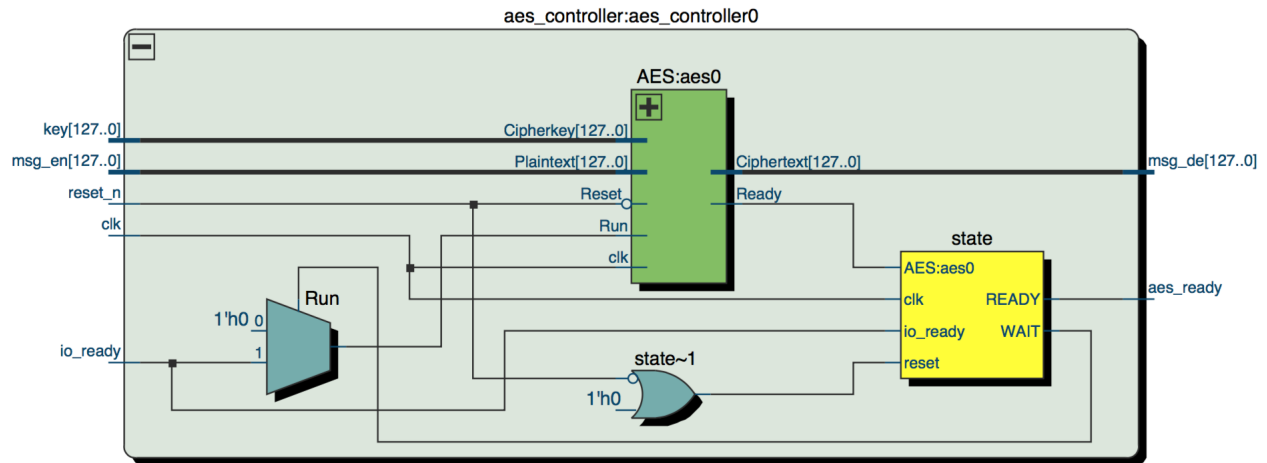 aes_controller:aes_controller0
AES:aes0
key[127..0]
Cipherkey[127..0]
msg_en[127..0]
Plaintext[127..0]
Ciphertext[127..0]
msg_de[127..0]
reset_n
Reset
Ready
clk
Run
state
clk
AES:aes0
Run
clk
READY
aes_ready
1'h0
0
io_ready
WAIT
io_ready
1
state~1
reset
1'h0